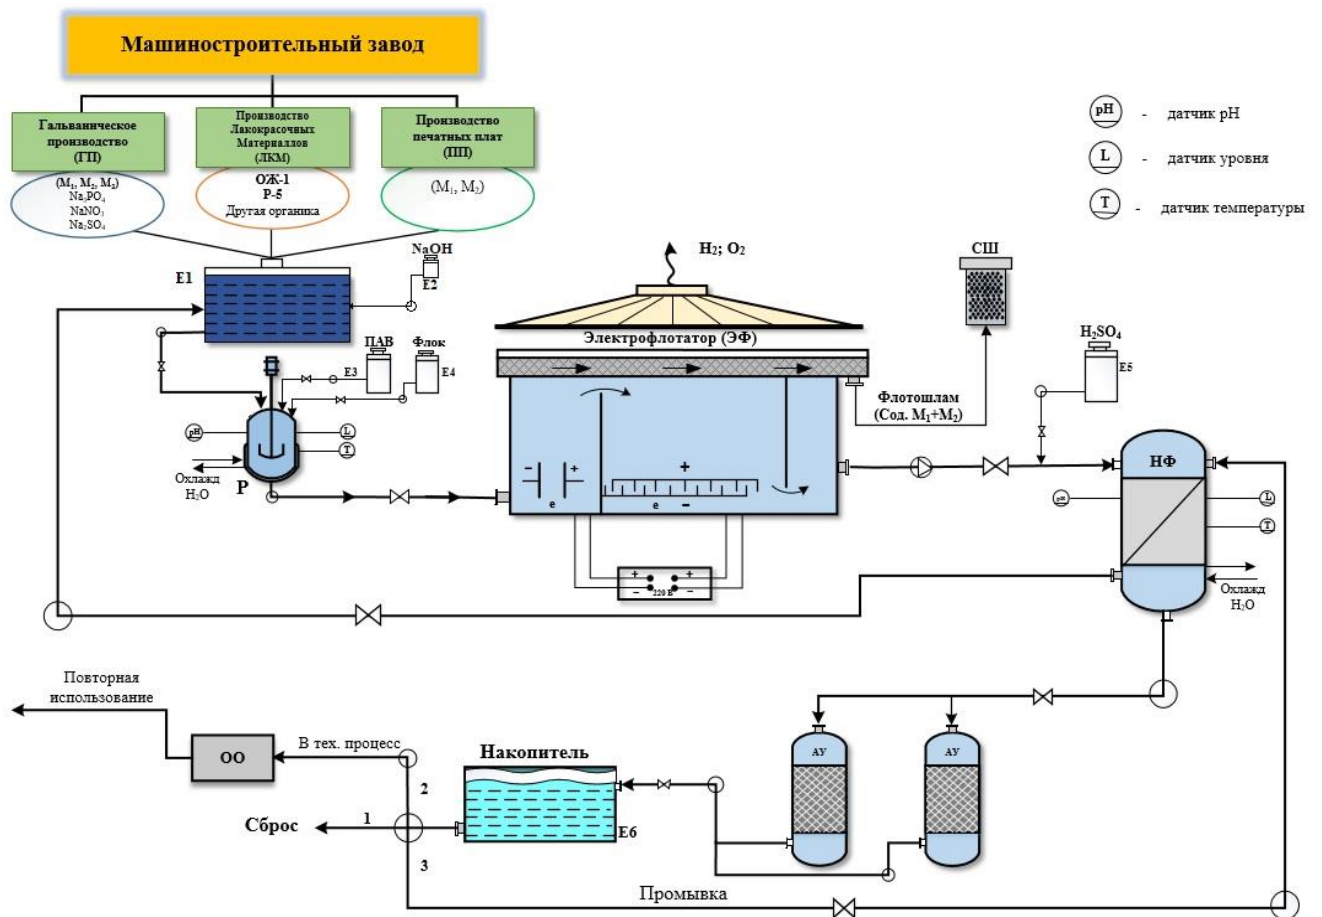 Машиностроительный завод
Гальваническое
производство
(ГП)
Производство
Лакокрасочных
Материаллов
(ЛКМ)
Производство
печатных плат
(ПП)
(M₁, M₂, M₃)
Na₃PO₄
NaNO₃
Na₂SO₄
ОЖ-1
Р-5
Другая органика
(M₁, M₂)
pH - датчик pH
L - датчик уровня
T - датчик температуры
E1
NaOH
E2
H₂; O₂
СШ
Электрофлотатор (ЭФ)
ПАВ
Флок
E3
E4
H₂SO₄
E5
Флотошлам
(Сод. M₁+M₂)
pH
L
T
Охлажд
H₂O
Р
− +
e
+
e −
НФ
pH
L
T
Охлажд
H₂O
+ +
− 220 В −
Повторная
использование
ОО
В тех. процесс
Накопитель
АУ
АУ
2
Сброс
1
E6
3
Промывка